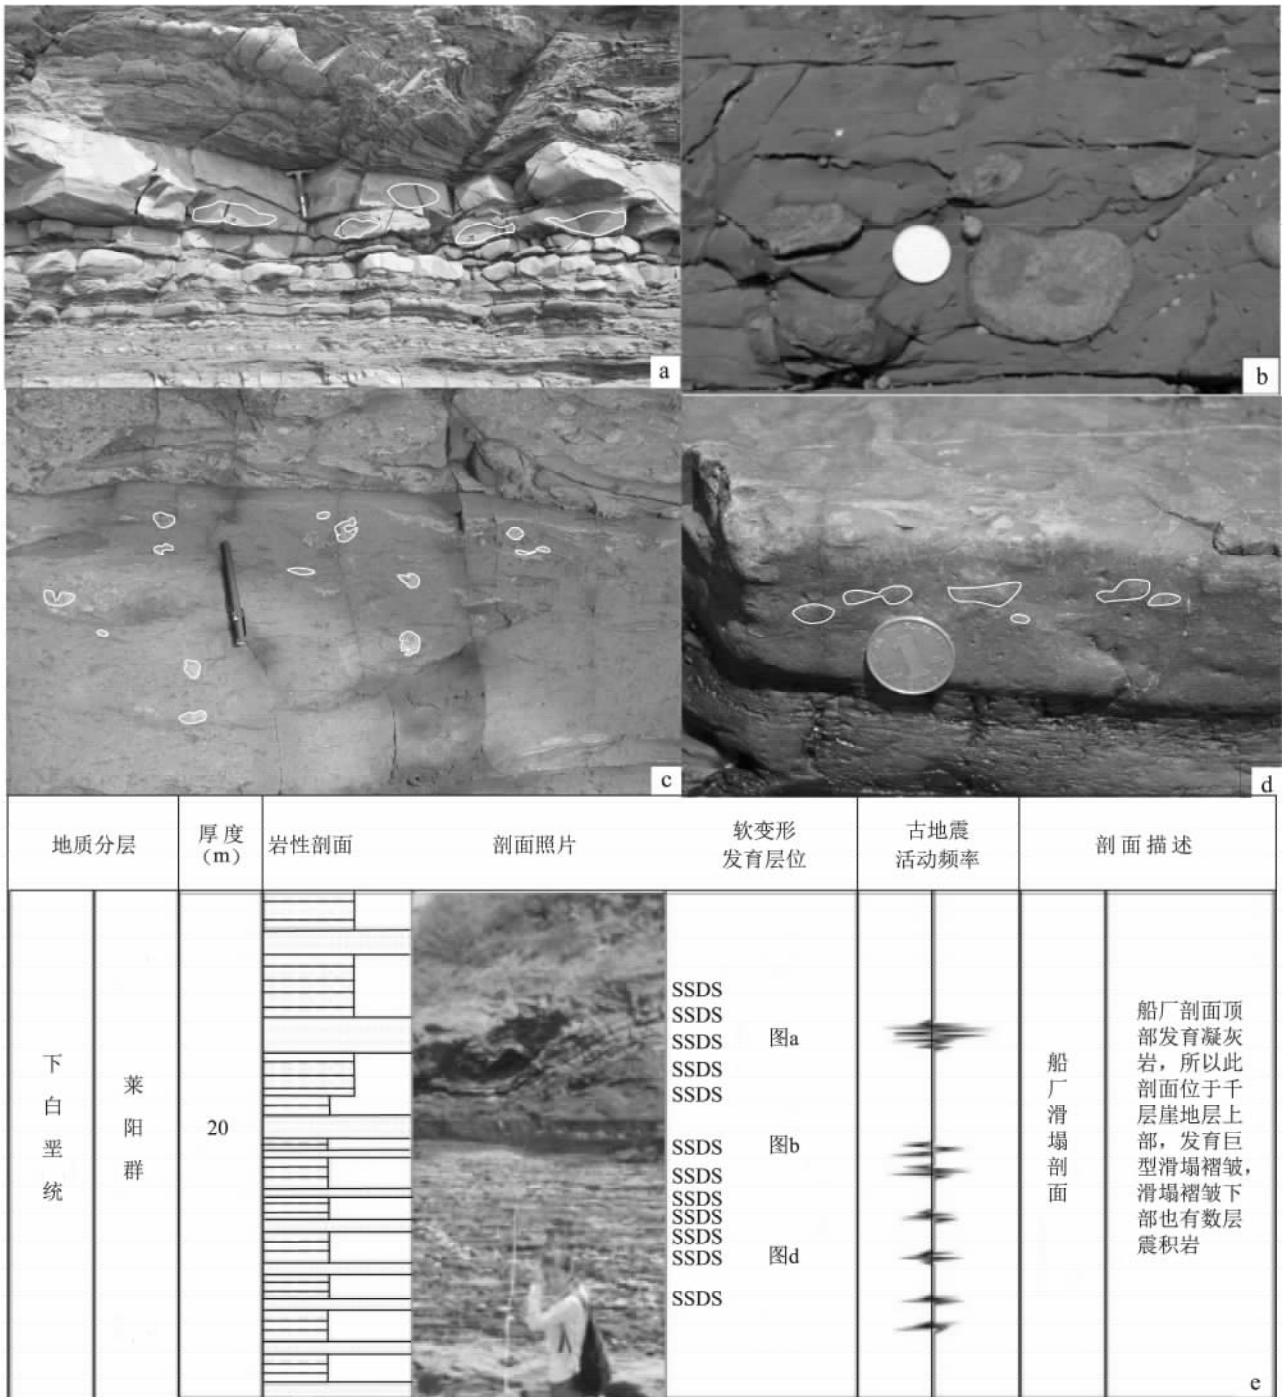 a
b
c
d
地质分层
厚度
(m)
岩性剖面
剖面照片
软变形
发育层位
古地震
活动频率
剖面描述
下
白
垩
统
莱
阳
群
20
SSDS
SSDS
SSDS 图a
SSDS
SSDS
SSDS 图b
SSDS
SSDS
SSDS
SSDS
SSDS 图d
SSDS
船
厂
滑
塌
剖
面
船厂剖面顶
部发育凝灰
岩，所以此
剖面位于千
层崖地层上
部，发育巨
型滑塌褶皱，
滑塌褶皱下
部也有数层
震积岩
e